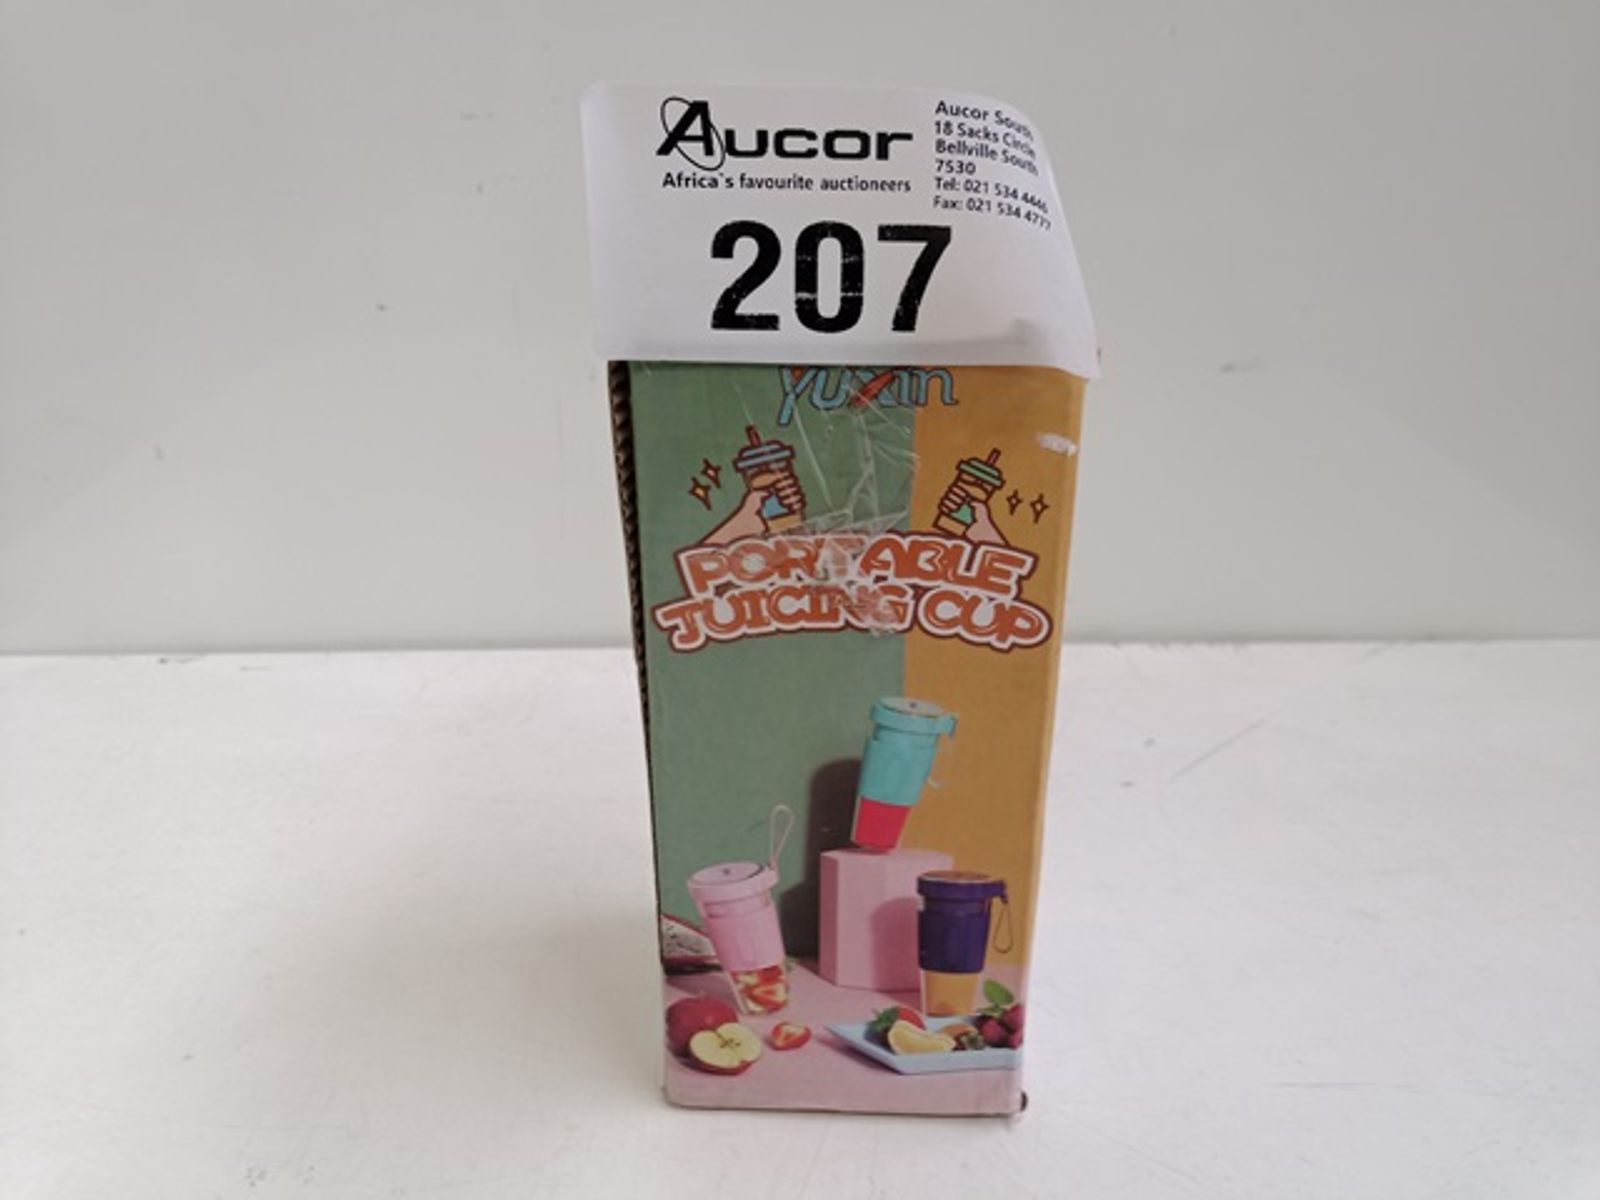 Aucor
Africa's favourite auctioneers
Aucor South
18 Sacks Circle
Bellville South
7530
Tel: 021 534 4446
Fax: 021 534 4777
207
yuxin
PORTABLE
JUICING CUP